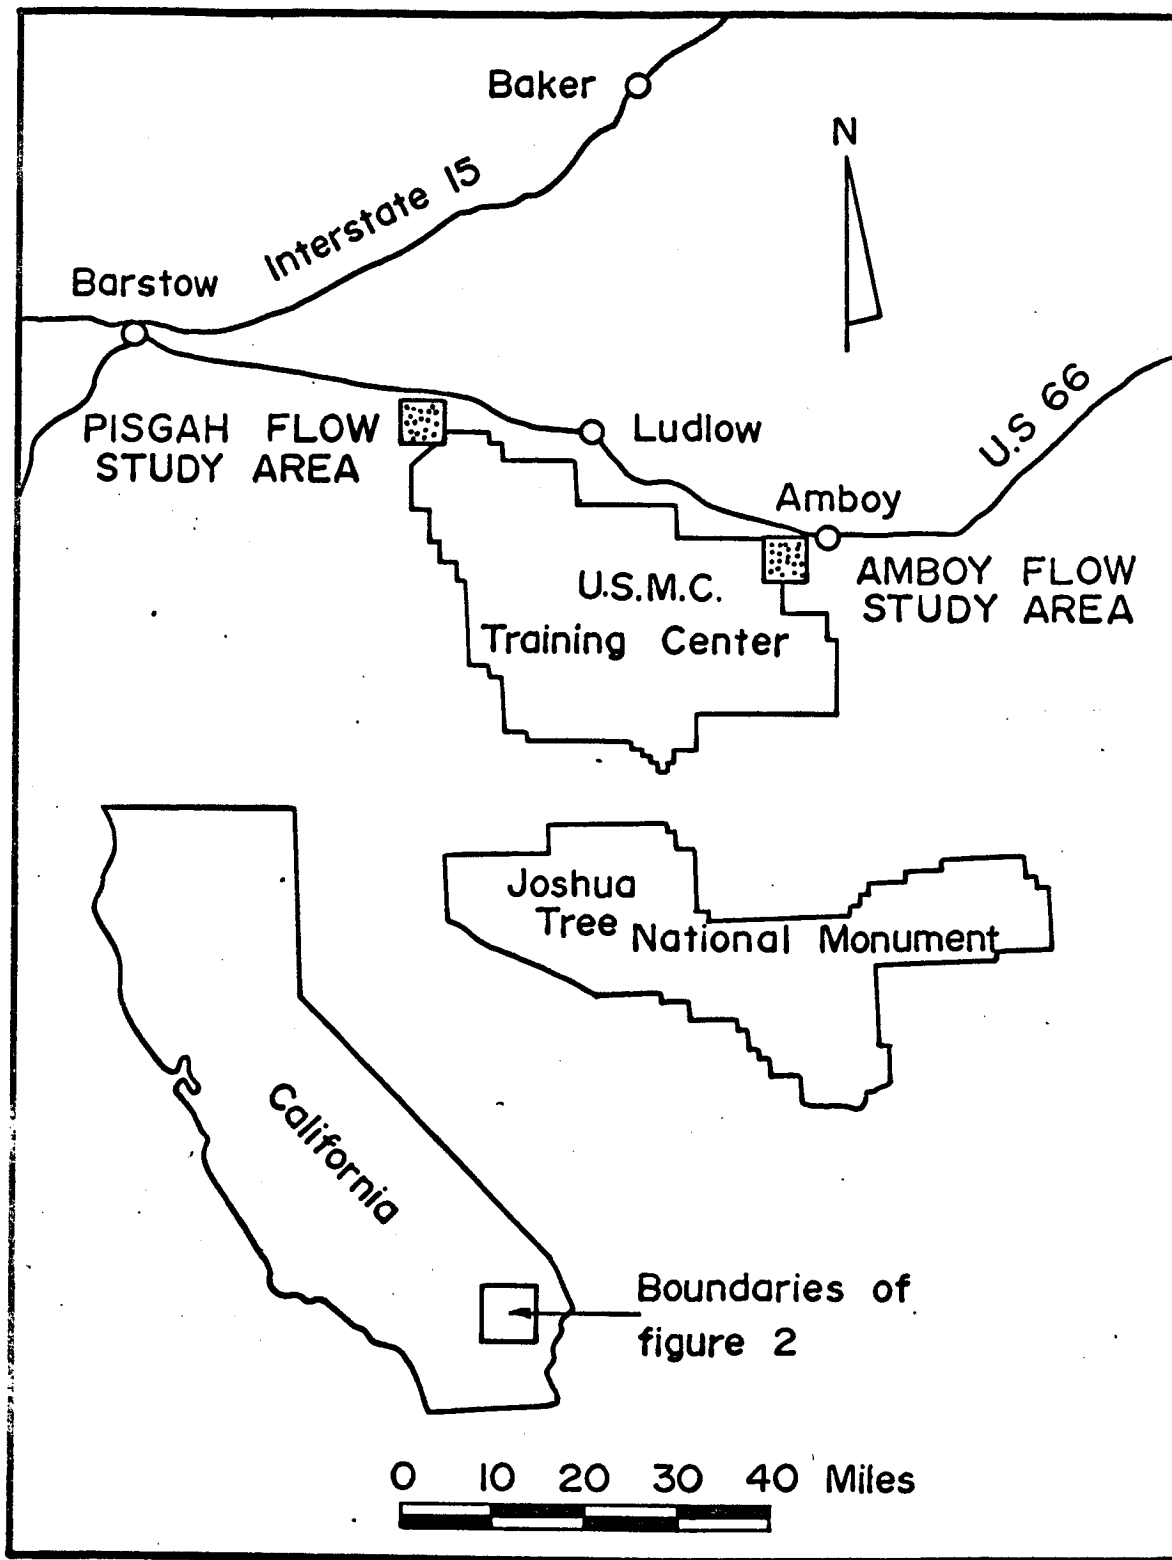 Baker
N
Interstate 15
Barstow
PISGAH FLOW
STUDY AREA
Ludlow
U.S 66
Amboy
AMBOY FLOW
STUDY AREA
U.S.M.C.
Training Center
Joshua
Tree
National Monument
California
Boundaries of
figure 2
0 10 20 30 40 Miles